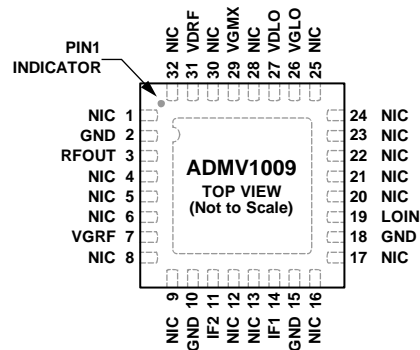 32 NIC
31 VDRF
30 NIC
29 VGMX
28 NIC
27 VDLO
26 VGLO
25 NIC
PIN1
INDICATOR
NIC 1
GND 2
RFOUT 3
NIC 4
NIC 5
NIC 6
VGRF 7
NIC 8
ADMV1009
TOP VIEW
(Not to Scale)
24 NIC
23 NIC
22 NIC
21 NIC
20 NIC
19 LOIN
18 GND
17 NIC
NIC 9
GND 10
IF2 11
NIC 12
NIC 13
IF1 14
GND 15
NIC 16